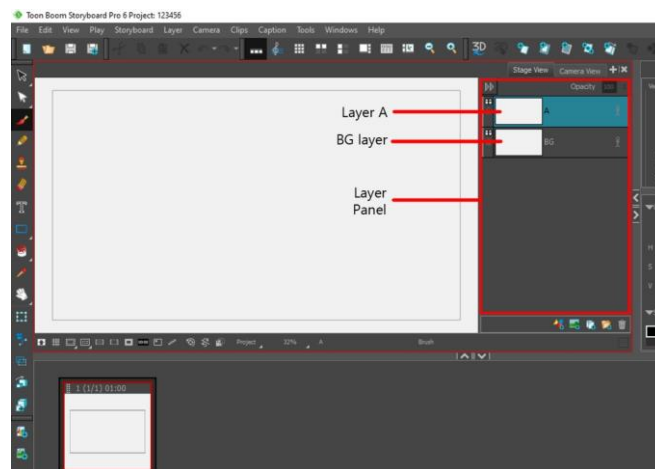 Toon Boom Storyboard Pro 6 Project: 123456
File Edit View Play Storyboard Layer Camera Clips Caption Tools Windows Help
3D
Stage View Camera View
Opacity
Layer A
A
BG layer
BG
Layer
Panel
H
S
V
Project 32% A Brush
1 (1/1) 01:00